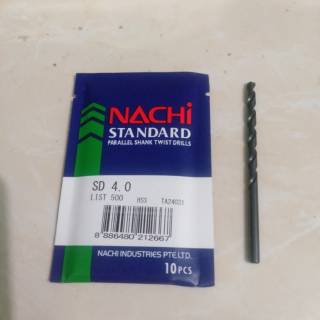 NACHi
STANDARD
PARALLEL SHANK TWIST DRILLS
SD 4.0
LIST 500 HSS TA24031
8 886480 212667
NACHI INDUSTRIES PTE.LTD.
10 PCS